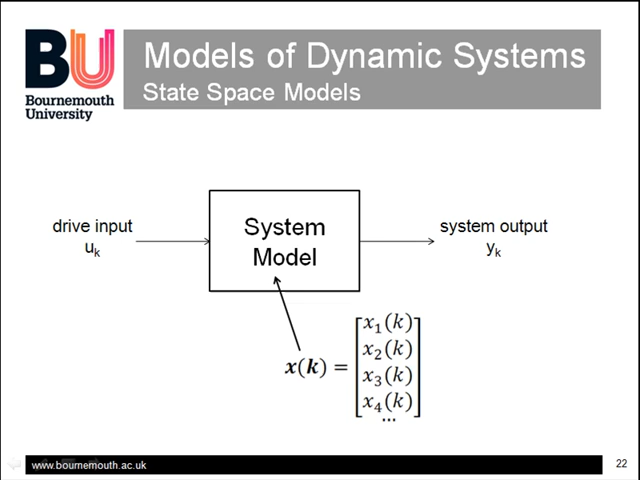 BU
Bournemouth
University
Models of Dynamic Systems
State Space Models
drive input
uₖ
System
Model
system output
yₖ
x(k) =
x₁(k)
x₂(k)
x₃(k)
x₄(k)
...
www.bournemouth.ac.uk
22